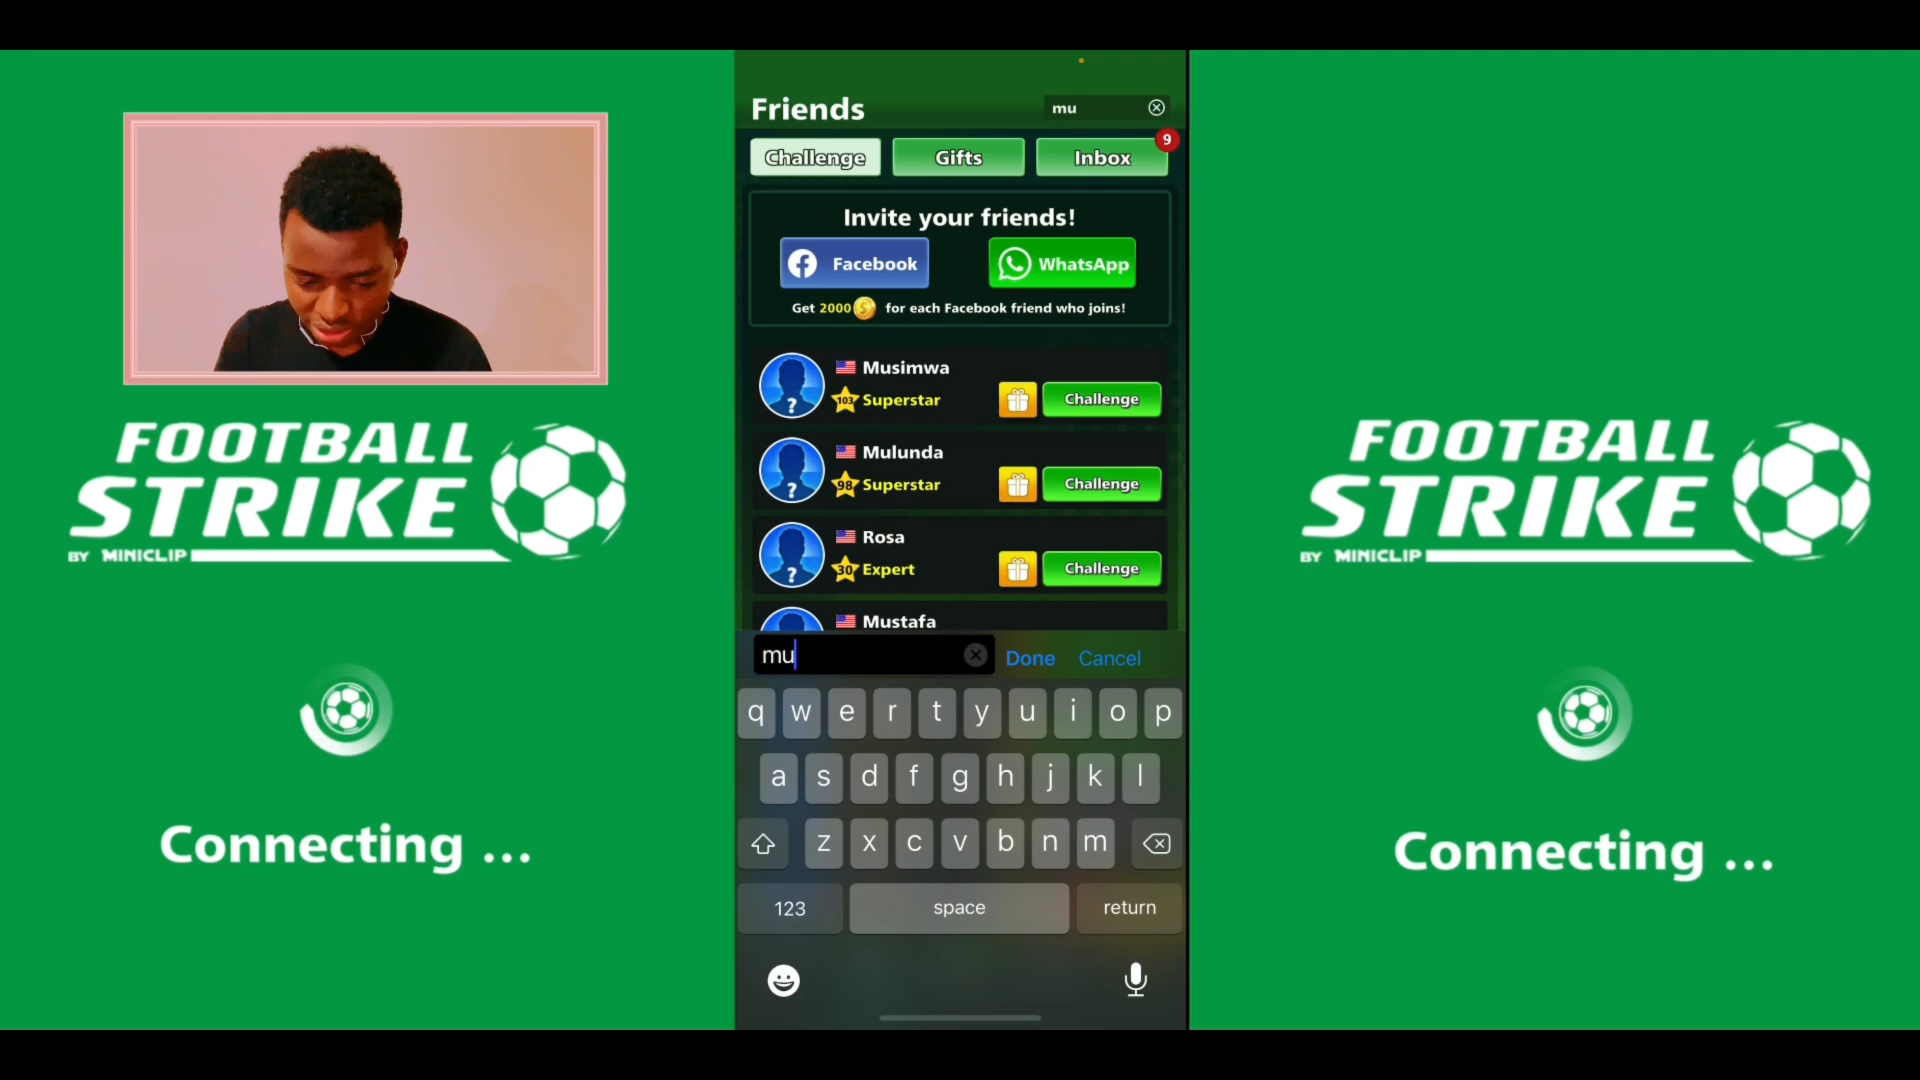 FOOTBALL
STRIKE
BY MINICLIP
Connecting ...
Friends
mu
Challenge
Gifts
Inbox
9
Invite your friends!
Facebook
WhatsApp
Get 2000 for each Facebook friend who joins!
Musimwa
103 Superstar
Challenge
Mulunda
98 Superstar
Challenge
Rosa
30 Expert
Challenge
Mustafa
mu
Done
Cancel
q w e r t y u i o p
a s d f g h j k l
z x c v b n m
123
space
return
FOOTBALL
STRIKE
BY MINICLIP
Connecting ...